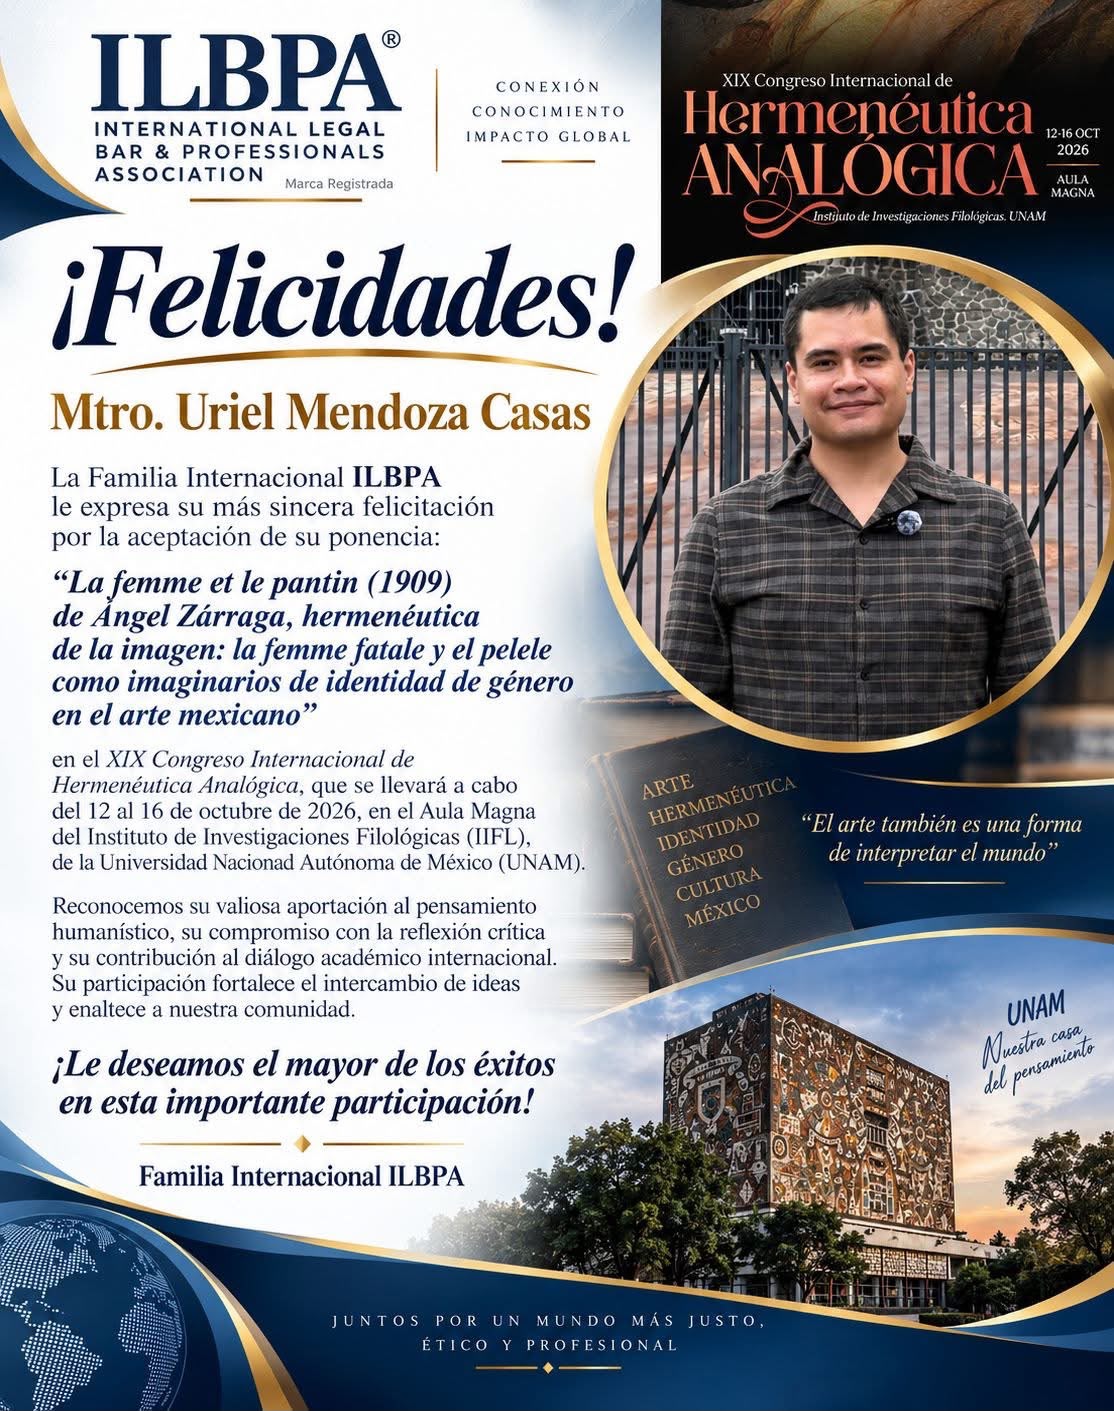 ILBPA®
INTERNATIONAL LEGAL
BAR & PROFESSIONALS
ASSOCIATION
Marca Registrada
CONEXIÓN
CONOCIMIENTO
IMPACTO GLOBAL
XIX Congreso Internacional de
Hermenéutica
ANALÓGICA
12-16 OCT
2026
AULA
MAGNA
Instituto de Investigaciones Filológicas. UNAM
¡Felicidades!
Mtro. Uriel Mendoza Casas
La Familia Internacional ILBPA
le expresa su más sincera felicitación
por la aceptación de su ponencia:
“La femme et le pantin (1909)
de Ángel Zárraga, hermenéutica
de la imagen: la femme fatale y el pelele
como imaginarios de identidad de género
en el arte mexicano”
en el XIX Congreso Internacional de
Hermenéutica Analógica, que se llevará a cabo
del 12 al 16 de octubre de 2026, en el Aula Magna
del Instituto de Investigaciones Filológicas (IIFL),
de la Universidad Nacionad Autónoma de México (UNAM).
Reconocemos su valiosa aportación al pensamiento
humanístico, su compromiso con la reflexión crítica
y su contribución al diálogo académico internacional.
Su participación fortalece el intercambio de ideas
y enaltece a nuestra comunidad.
¡Le deseamos el mayor de los éxitos
en esta importante participación!
Familia Internacional ILBPA
ARTE
HERMENÉUTICA
IDENTIDAD
GÉNERO
CULTURA
MÉXICO
“El arte también es una forma
de interpretar el mundo”
UNAM
Nuestra casa
del pensamiento
JUNTOS POR UN MUNDO MÁS JUSTO,
ÉTICO Y PROFESIONAL